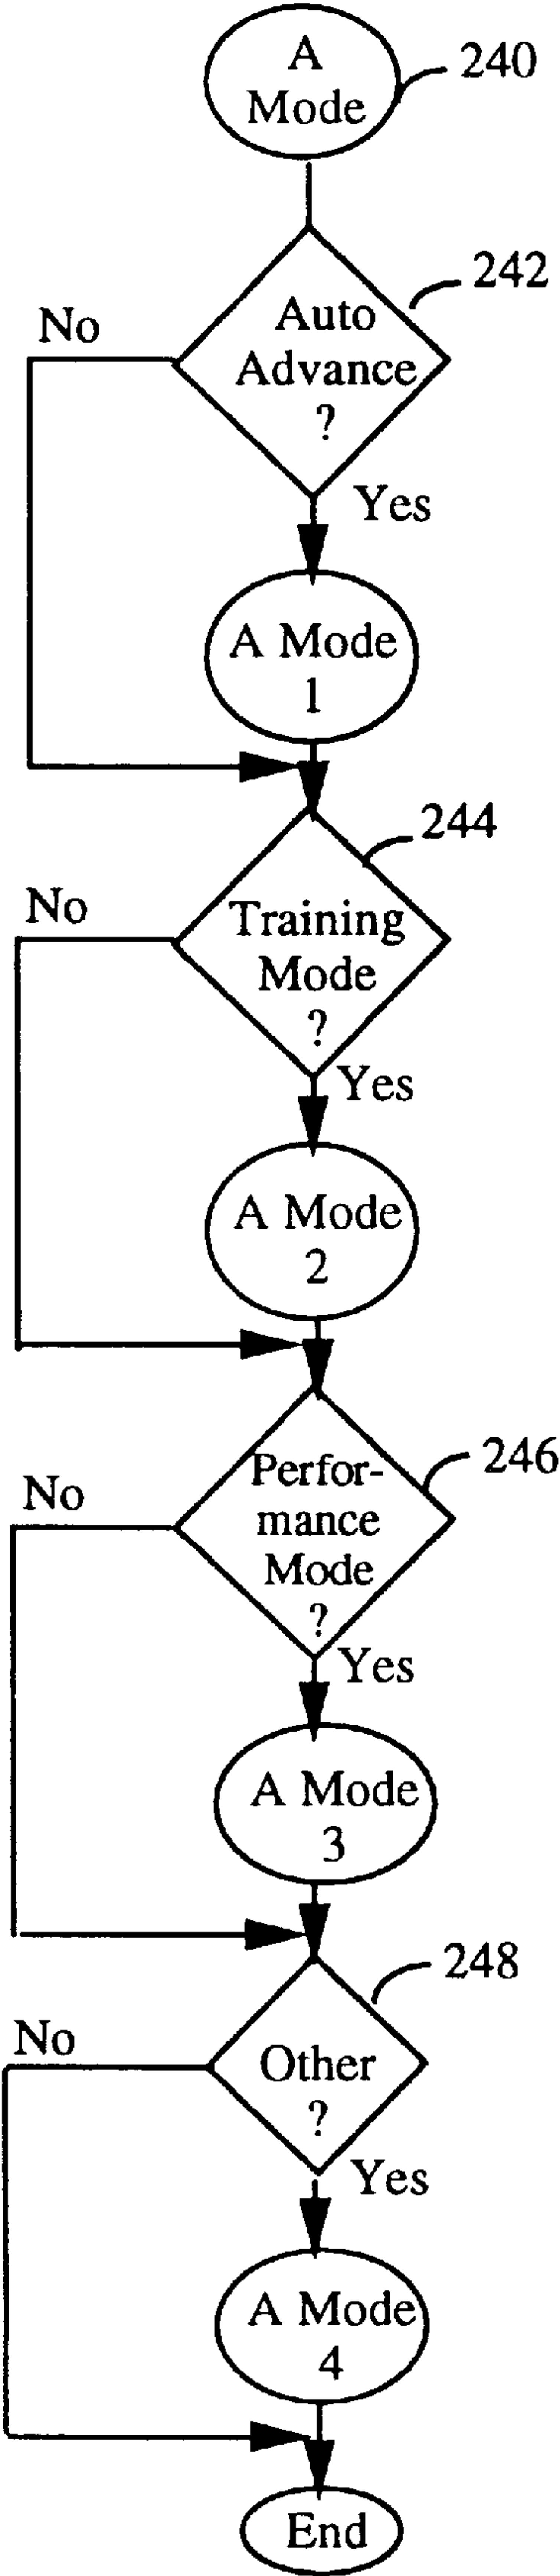 A
Mode
240
242
No
Auto
Advance
?
Yes
A Mode
1
244
No
Training
Mode
?
Yes
A Mode
2
246
No
Perfor-
mance
Mode
?
Yes
A Mode
3
248
No
Other
?
Yes
A Mode
4
End